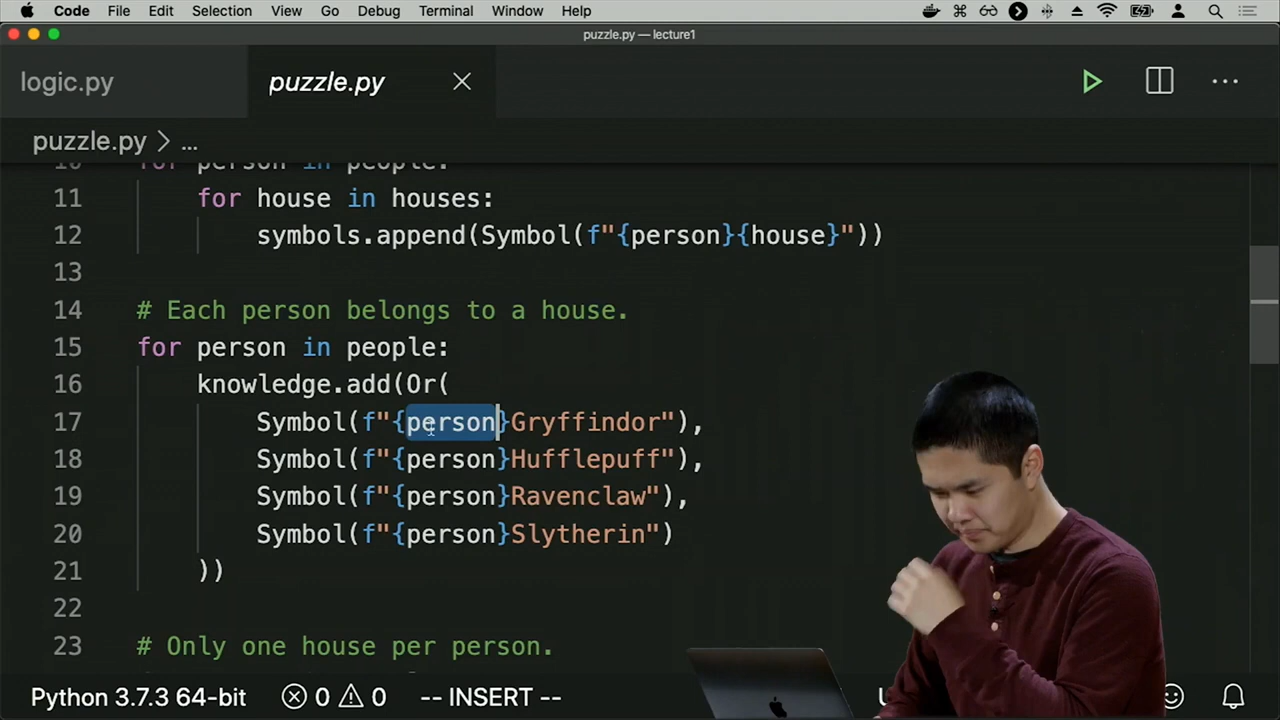 Code File Edit Selection View Go Debug Terminal Window Help
puzzle.py — lecture1
logic.py puzzle.py
puzzle.py > ...
for person in people:
11 for house in houses:
12 symbols.append(Symbol(f"{person}{house}"))
13
14 # Each person belongs to a house.
15 for person in people:
16 knowledge.add(Or(
17 Symbol(f"{person}Gryffindor"),
18 Symbol(f"{person}Hufflepuff"),
19 Symbol(f"{person}Ravenclaw"),
20 Symbol(f"{person}Slytherin")
21 ))
22
23 # Only one house per person.
Python 3.7.3 64-bit 0 0 -- INSERT --